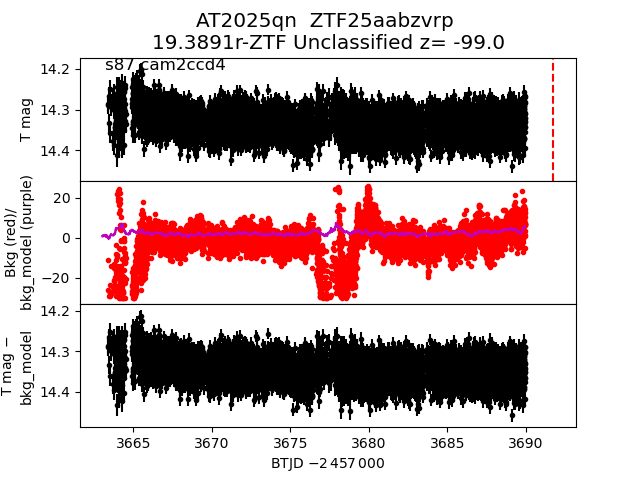 AT2025qn  ZTF25aabzvrp
19.3891r-ZTF Unclassified z= -99.0
s87 cam2ccd4
14.2
14.3
14.4
T mag
20
0
−20
Bkg (red)/
bkg_model (purple)
14.2
14.3
14.4
T mag −
bkg_model
3665
3670
3675
3680
3685
3690
BTJD −2 457 000